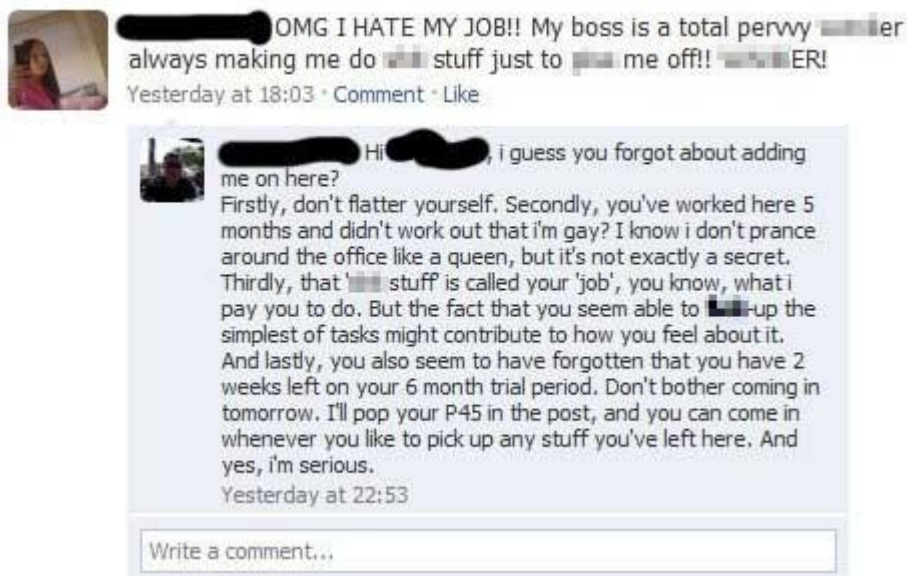 OMG I HATE MY JOB!! My boss is a total pervvy er
always making me do stuff just to me off!! ER!
Yesterday at 18:03 · Comment · Like
Hi , i guess you forgot about adding
me on here?
Firstly, don't flatter yourself. Secondly, you've worked here 5
months and didn't work out that i'm gay? I know i don't prance
around the office like a queen, but it's not exactly a secret.
Thirdly, that ' stuff' is called your 'job', you know, what i
pay you to do. But the fact that you seem able to -up the
simplest of tasks might contribute to how you feel about it.
And lastly, you also seem to have forgotten that you have 2
weeks left on your 6 month trial period. Don't bother coming in
tomorrow. I'll pop your P45 in the post, and you can come in
whenever you like to pick up any stuff you've left here. And
yes, i'm serious.
Yesterday at 22:53
Write a comment...